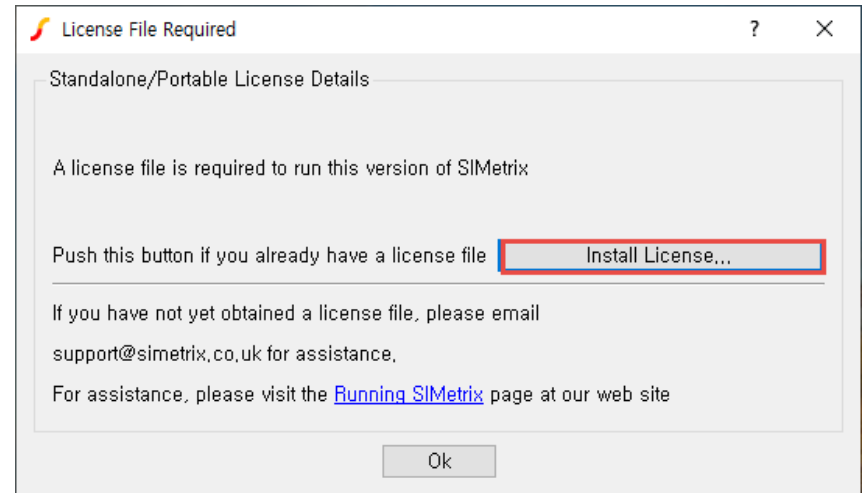 License File Required ? ×
Standalone/Portable License Details
A license file is required to run this version of SIMetrix
Push this button if you already have a license file Install License...
If you have not yet obtained a license file, please email
support@simetrix.co.uk for assistance.
For assistance, please visit the Running SIMetrix page at our web site
Ok